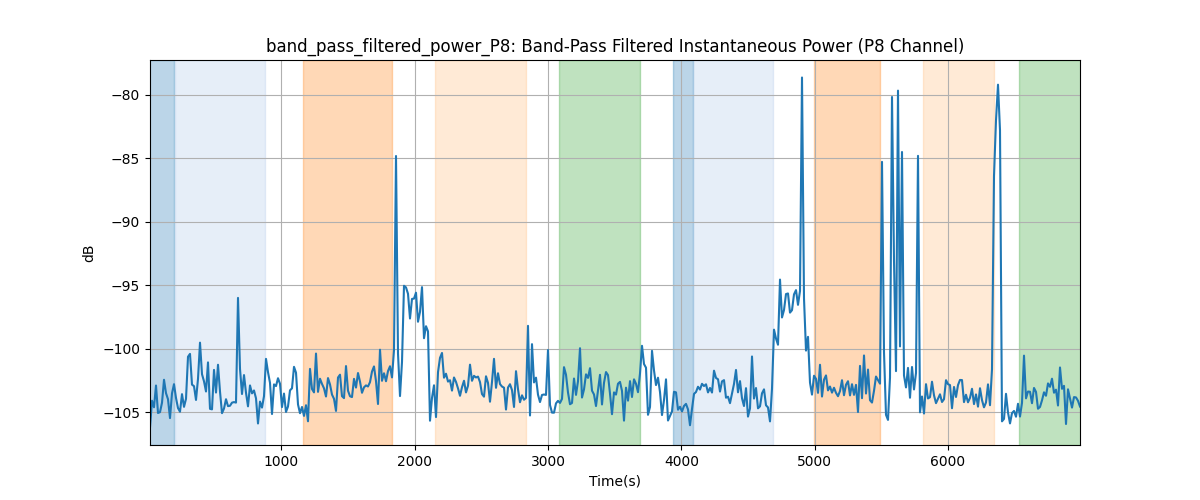 band_pass_filtered_power_P8: Band-Pass Filtered Instantaneous Power (P8 Channel)
−80
−85
−90
−95
−100
−105
dB
1000 2000 3000 4000 5000 6000
Time(s)